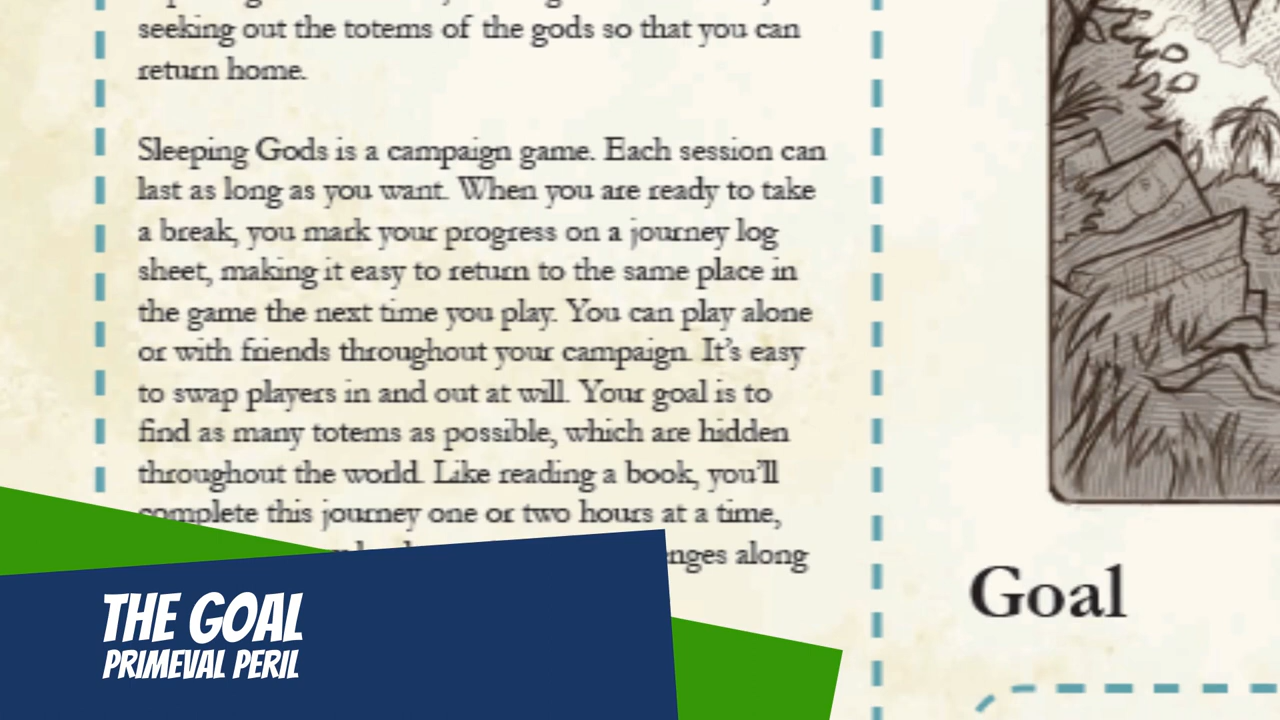 seeking out the totems of the gods so that you can
return home.
Sleeping Gods is a campaign game. Each session can
last as long as you want. When you are ready to take
a break, you mark your progress on a journey log
sheet, making it easy to return to the same place in
the game the next time you play. You can play alone
or with friends throughout your campaign. It's easy
to swap players in and out at will. Your goal is to
find as many totems as possible, which are hidden
throughout the world. Like reading a book, you'll
complete this journey one or two hours at a time,
along
Goal
THE GOAL
PRIMEVAL PERIL